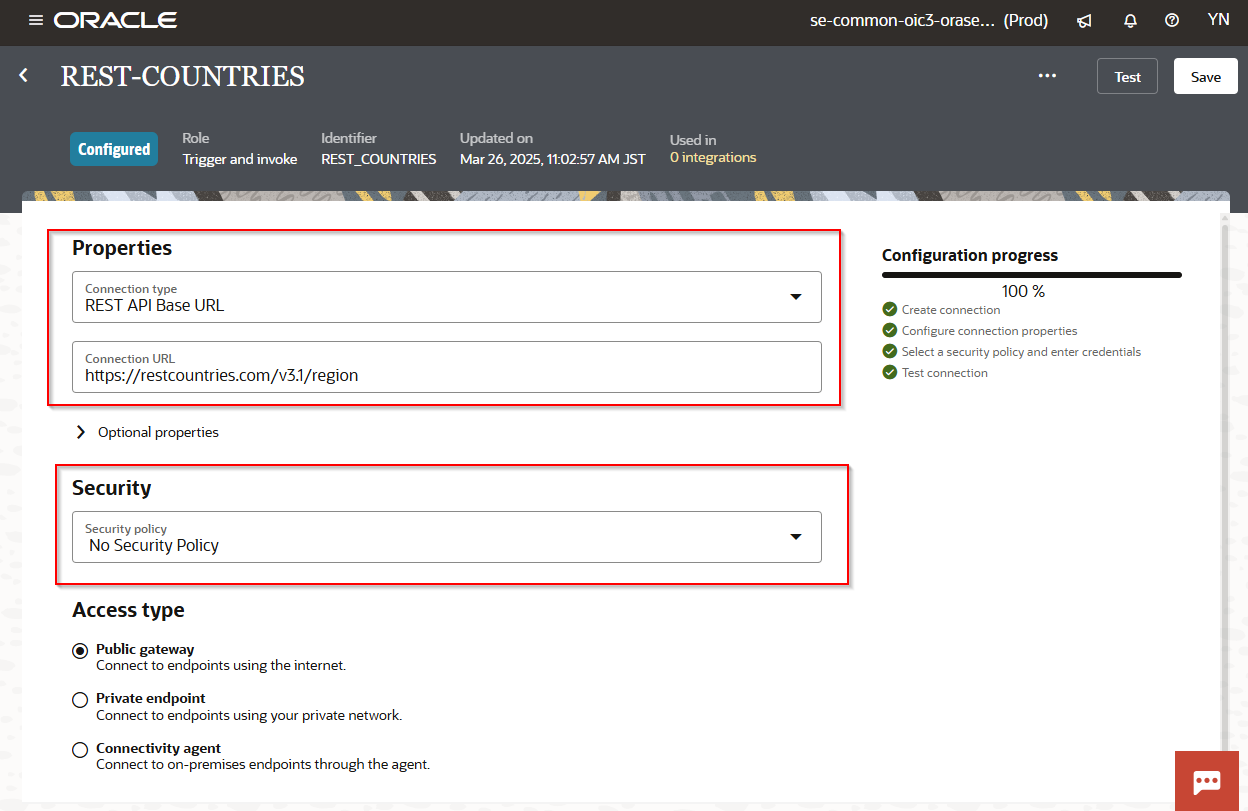 ORACLE
se-common-oic3-orase... (Prod)
YN
REST-COUNTRIES
Test
Save
Configured
Role
Trigger and invoke
Identifier
REST_COUNTRIES
Updated on
Mar 26, 2025, 11:02:57 AM JST
Used in
0 integrations
Properties
Connection type
REST API Base URL
Connection URL
https://restcountries.com/v3.1/region
Optional properties
Security
Security policy
No Security Policy
Access type
Public gateway
Connect to endpoints using the internet.
Private endpoint
Connect to endpoints using your private network.
Connectivity agent
Connect to on-premises endpoints through the agent.
Configuration progress
100 %
Create connection
Configure connection properties
Select a security policy and enter credentials
Test connection